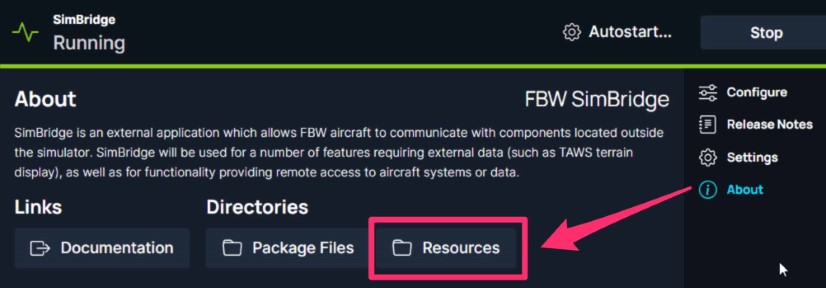 SimBridge
Running
Autostart...
Stop
About
FBW SimBridge
SimBridge is an external application which allows FBW aircraft to communicate with components located outside
the simulator. SimBridge will be used for a number of features requiring external data (such as TAWS terrain
display), as well as for functionality providing remote access to aircraft systems or data.
Links
Directories
Documentation
Package Files
Resources
Configure
Release Notes
Settings
About